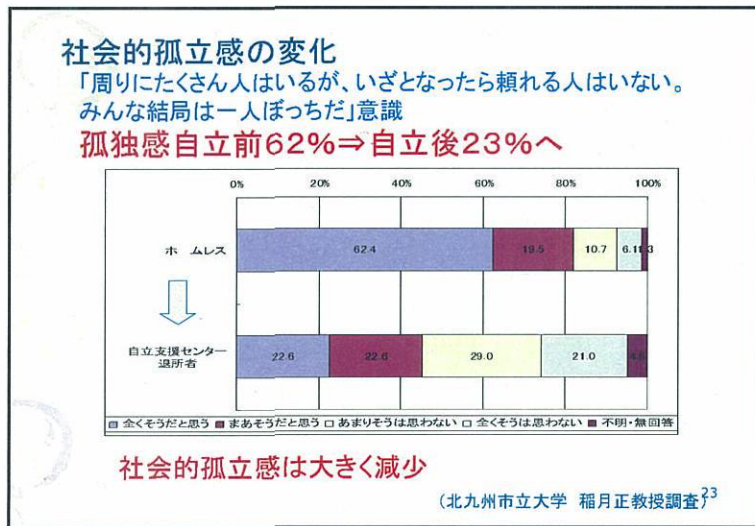 社会的孤立感の変化
「周りにたくさん人はいるが、いざとなったら頼れる人はいない。
みんな結局は一人ぼっちだ」意識
孤独感自立前62%⇒自立後23%へ
0% 20% 40% 60% 80% 100%
ホームレス 62.4 19.5 10.7 6.1 1.3
自立支援センター
退所者 22.6 22.6 29.0 21.0 4.8
全くそうだと思う まあそうだと思う あまりそうは思わない 全くそうは思わない 不明・無回答
社会的孤立感は大きく減少
(北九州市立大学 稲月正教授調査)
23